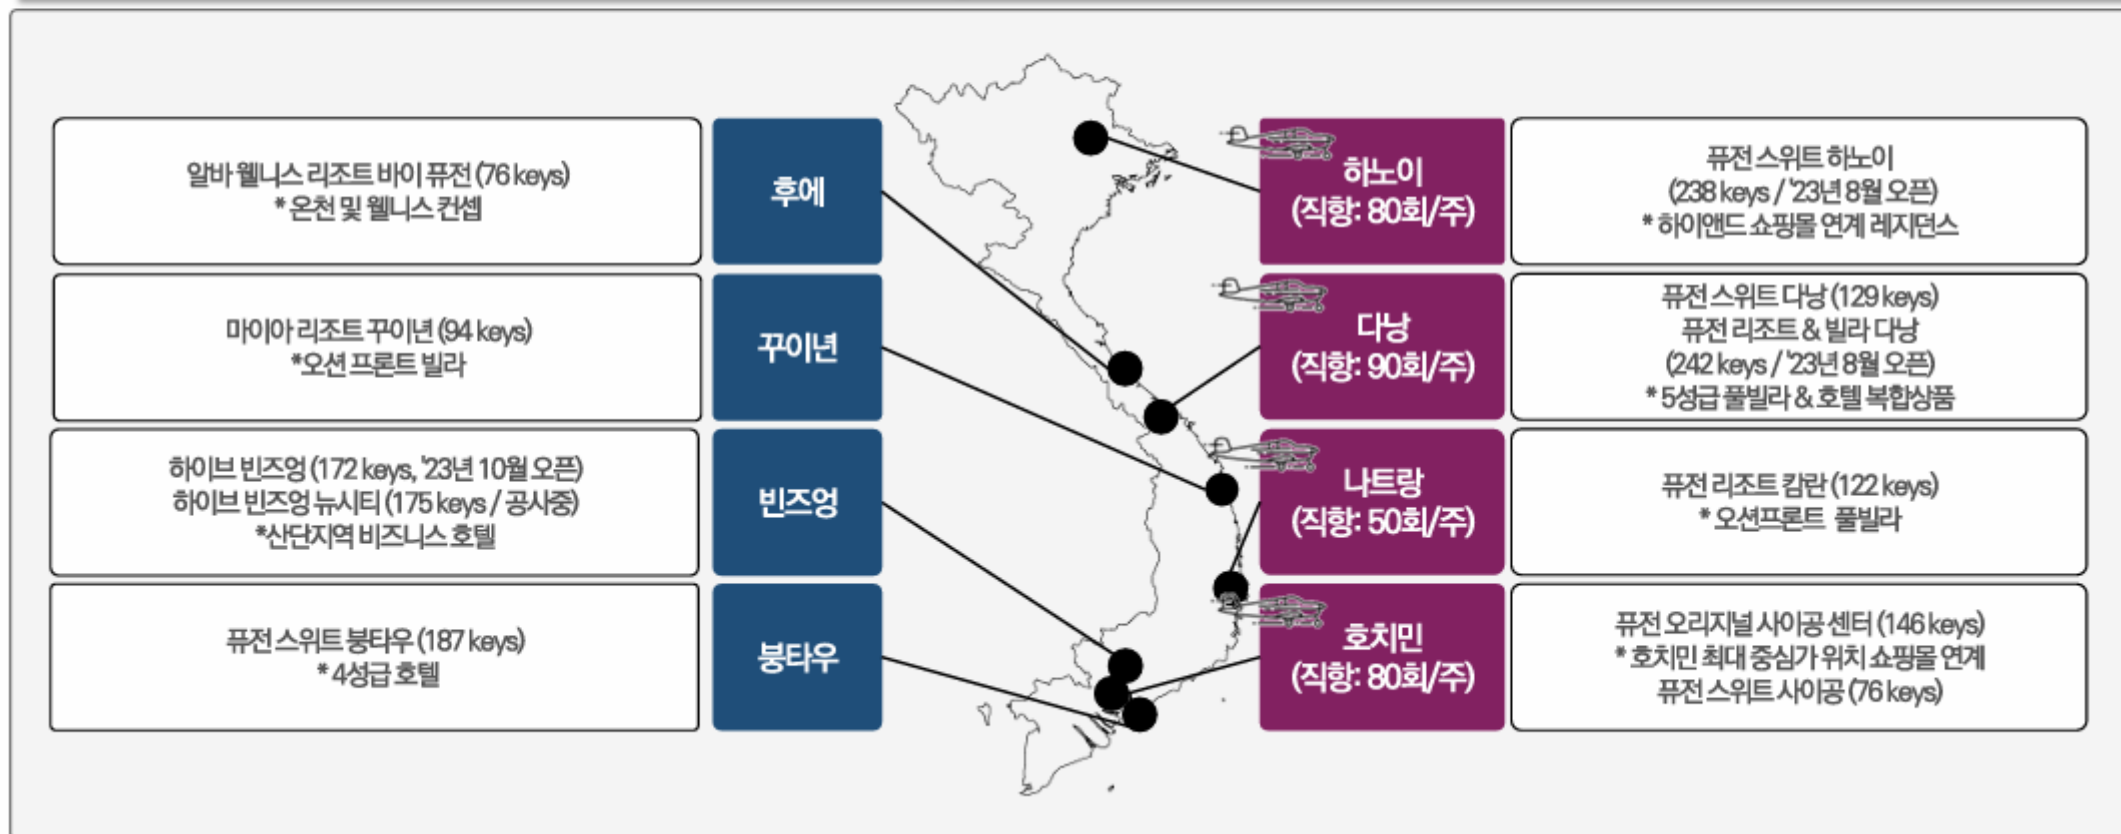 알바 웰니스 리조트 바이 퓨전 (76 keys)
* 온천 및 웰니스 컨셉
후에
하노이
(직항: 80회/주)
퓨전 스위트 하노이
(238 keys / '23년 8월 오픈)
* 하이앤드 쇼핑몰 연계 레지던스
마이아 리조트 꾸이년 (94 keys)
*오션 프론트 빌라
꾸이년
다낭
(직항: 90회/주)
퓨전 스위트 다낭 (129 keys)
퓨전 리조트 & 빌라 다낭
(242 keys / '23년 8월 오픈)
* 5성급 풀빌라 & 호텔 복합상품
하이브 빈즈엉 (172 keys, '23년 10월 오픈)
하이브 빈즈엉 뉴시티 (175 keys / 공사중)
*산단지역 비즈니스 호텔
빈즈엉
나트랑
(직항: 50회/주)
퓨전 리조트 캄란 (122 keys)
* 오션프론트 풀빌라
퓨전 스위트 붕타우 (187 keys)
* 4성급 호텔
붕타우
호치민
(직항: 80회/주)
퓨전 오리지널 사이공 센터 (146 keys)
* 호치민 최대 중심가 위치 쇼핑몰 연계
퓨전 스위트 사이공 (76 keys)